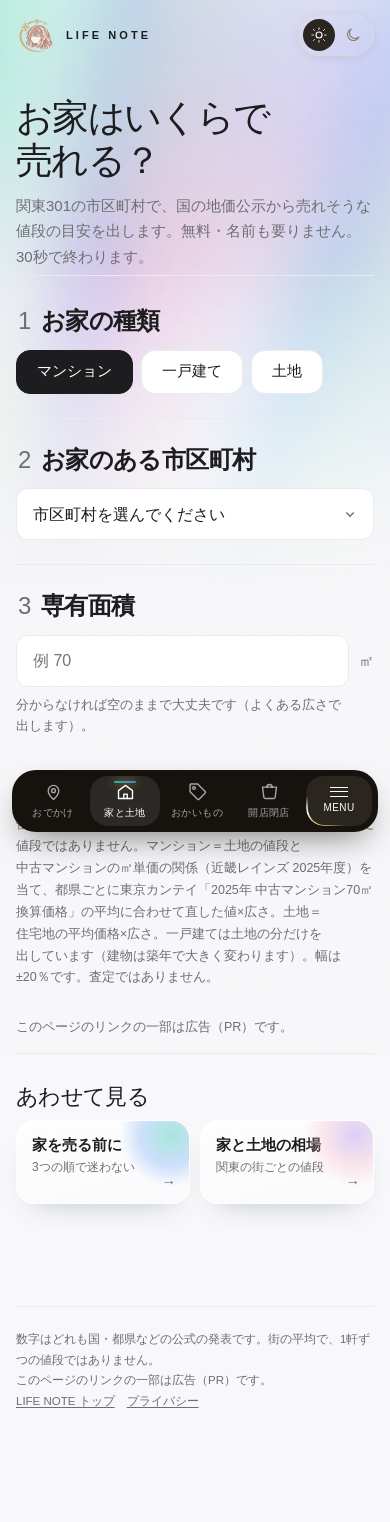 LIFE NOTE
お家はいくらで
売れる？
関東301の市区町村で、国の地価公示から売れそうな
値段の目安を出します。無料・名前も要りません。
30秒で終わります。
1 お家の種類
マンション 一戸建て 土地
2 お家のある市区町村
市区町村を選んでください
3 専有面積
例 70 ㎡
分からなければ空のままで大丈夫です（よくある広さで
出します）。
おでかけ 家と土地 おかいもの 開店閉店 MENU
値段ではありません。マンション＝土地の値段と
中古マンションの㎡単価の関係（近畿レインズ 2025年度）を
当て、都県ごとに東京カンテイ「2025年 中古マンション70㎡
換算価格」の平均に合わせて直した値×広さ。土地＝
住宅地の平均価格×広さ。一戸建ては土地の分だけを
出しています（建物は築年で大きく変わります）。幅は
±20％です。査定ではありません。
このページのリンクの一部は広告（PR）です。
あわせて見る
家を売る前に
3つの順で迷わない
→
家と土地の相場
関東の街ごとの値段
→
数字はどれも国・都県などの公式の発表です。街の平均で、1軒ず
つの値段ではありません。
このページのリンクの一部は広告（PR）です。
LIFE NOTE トップ プライバシー